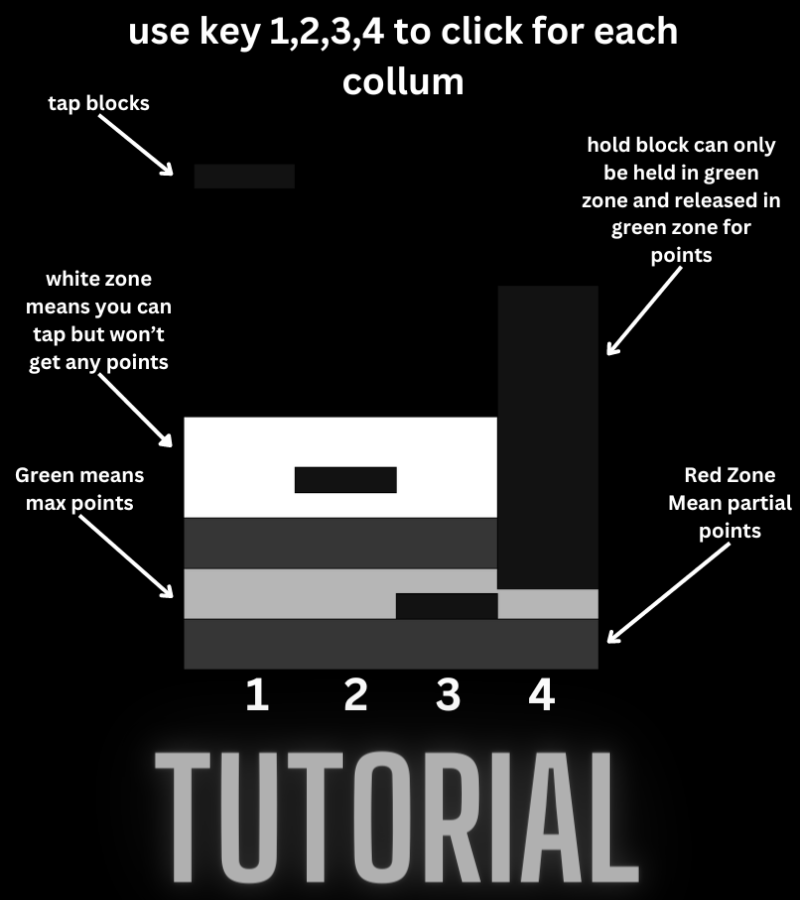 use key 1,2,3,4 to click for each
collum
tap blocks
hold block can only
be held in green
zone and released in
green zone for
points
white zone
means you can
tap but won’t
get any points
Green means
max points
Red Zone
Mean partial
points
1 2 3 4
TUTORIAL